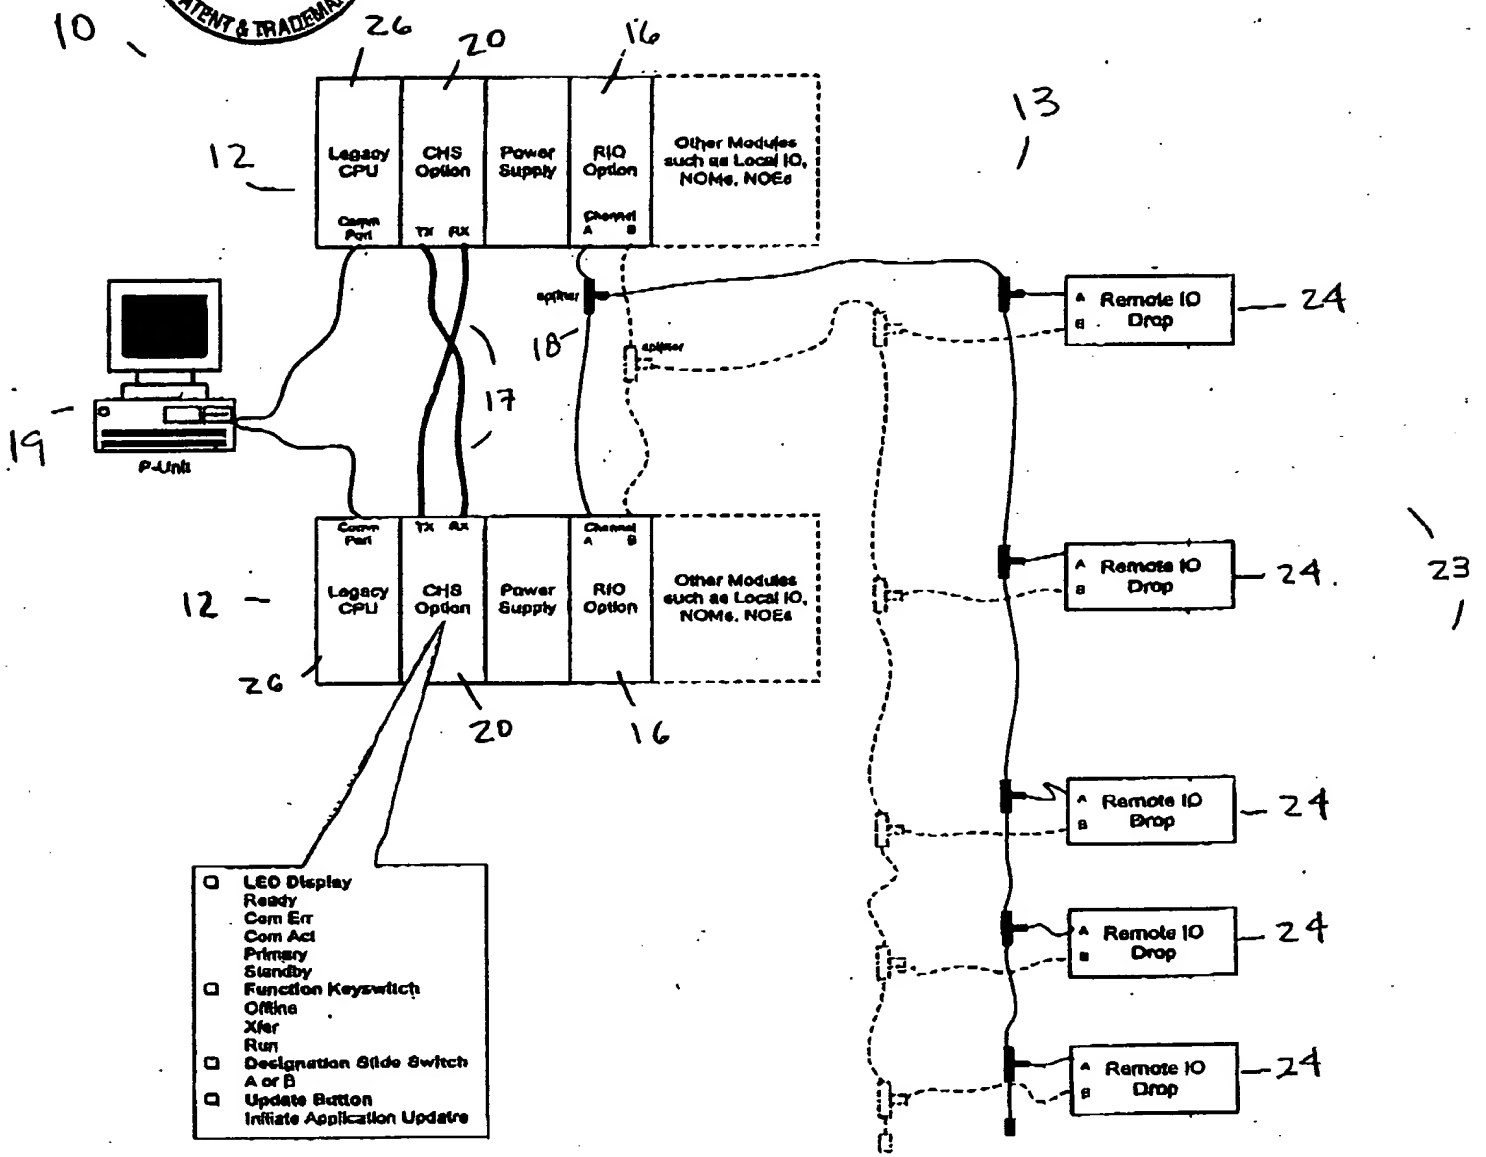 PATENT & TRADEMA
10
26
20
16
13
12
Legacy
CPU
CHS
Option
Power
Supply
RIO
Option
Other Modules
such as Local IO,
NOMs, NOEs
Comm
Port
TX RX
Channel
A B
splitter
18
splitter
17
19
P-Unit
A
B
Remote IO
Drop
24
Comm
Port
TX RX
Channel
A B
12
Legacy
CPU
CHS
Option
Power
Supply
RIO
Option
Other Modules
such as Local IO,
NOMs, NOEs
A
B
Remote IO
Drop
24
23
26
20
16
A
B
Remote IO
Drop
24
LED Display
Ready
Com Err
Com Act
Primary
Standby
Function Keyswitch
Offline
Xfer
Run
Designation Slide Switch
A or B
Update Button
Initiate Application Updatre
A
B
Remote IO
Drop
24
A
B
Remote IO
Drop
24